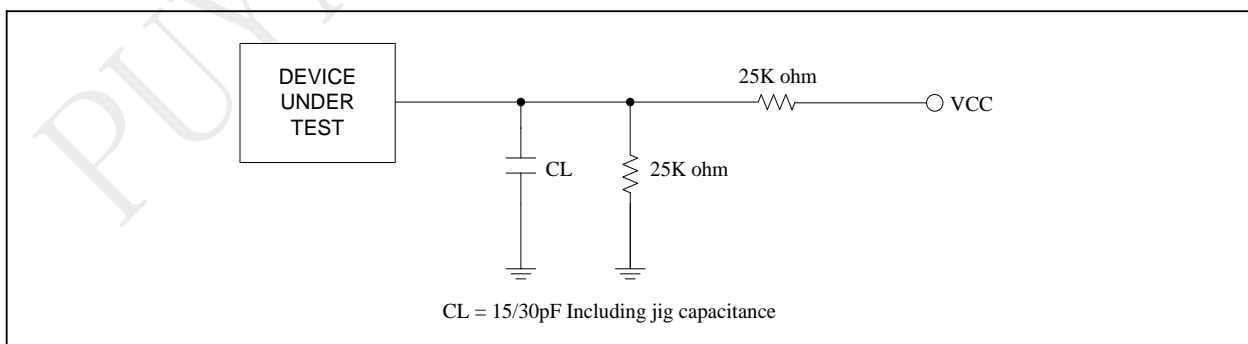 DEVICE
UNDER
TEST
25K ohm
VCC
CL
25K ohm
CL = 15/30pF Including jig capacitance